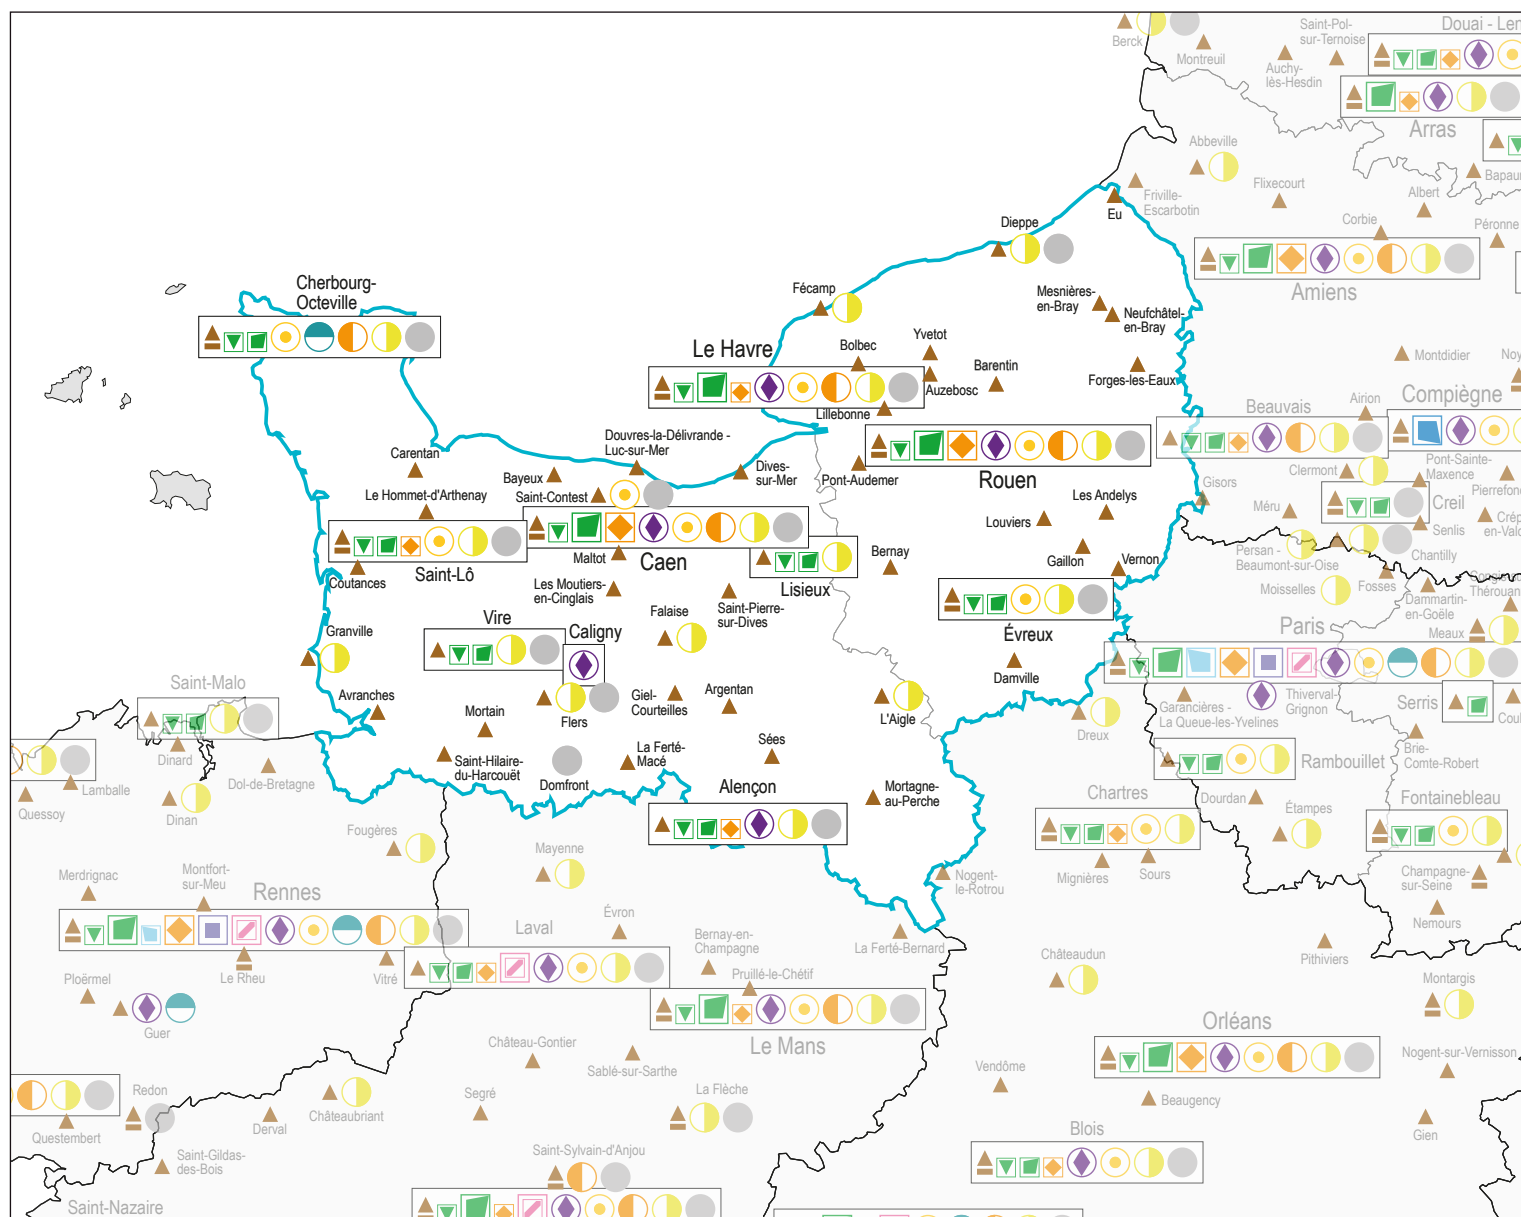 Berck
Montreuil
Saint-Pol-
sur-Ternoise
Auchy-
lès-Hesdin
Douai - Len
Arras
Bapau
Abbeville
Friville-
Escarbotin
Flixecourt
Albert
Corbie
Péronne
Amiens
Eu
Dieppe
Cherbourg-
Octeville
Fécamp
Mesnières-
en-Bray
Neufchâtel-
en-Bray
Le Havre
Bolbec
Yvetot
Auzebosc
Barentin
Forges-les-Eaux
Lillebonne
Montdidier
Noy
Compiègne
Airion
Beauvais
Clermont
Pont-Sainte-
Maxence
Pierrefon
Creil
Méru
Senlis
Crép
en-Valo
Gisors
Persan -
Beaumont-sur-Oise
Chantilly
Carentan
Le Hommet-d'Arthenay
Bayeux
Douvres-la-Délivrande -
Luc-sur-Mer
Saint-Contest
Dives-
sur-Mer
Pont-Audemer
Rouen
Les Andelys
Louviers
Gaillon
Vernon
Bernay
Saint-Lô
Coutances
Maltot
Caen
Lisieux
Les Moutiers-
en-Cinglais
Saint-Pierre-
sur-Dives
Évreux
Damville
Moisselles
Fosses
Dammartin-
en-Goële
Thérouan
Meaux
Paris
Thiverval-
Grignon
Garancières -
La Queue-les-Yvelines
Serris
Coul
Brie-
Comte-Robert
Dreux
Rambouillet
Granville
Vire
Caligny
Falaise
Flers
Giel-
Courteilles
Argentan
L'Aigle
Avranches
Mortain
Saint-Hilaire-
du-Harcouët
Domfront
La Ferté-
Macé
Sées
Alençon
Mortagne-
au-Perche
Saint-Malo
Dinard
Dol-de-Bretagne
Lamballe
Quessoy
Dinan
Fougères
Mayenne
Chartres
Dourdan
Étampes
Fontainebleau
Mignières
Sours
Champagne-
sur-Seine
Nemours
Nogent-
le-Rotrou
Merdrignac
Montfort-
sur-Meu
Rennes
Le Rheu
Vitré
Ploërmel
Guer
Laval
Évron
Bernay-en-
Champagne
Pruillé-le-Chétif
La Ferté-Bernard
Le Mans
Châteaudun
Pithiviers
Montargis
Orléans
Nogent-sur-Vernisson
Vendôme
Beaugency
Gien
Blois
Château-Gontier
Sablé-sur-Sarthe
Segré
La Flèche
Redon
Questembert
Derval
Châteaubriant
Saint-Gildas-
des-Bois
Saint-Sylvain-d'Anjou
Saint-Nazaire